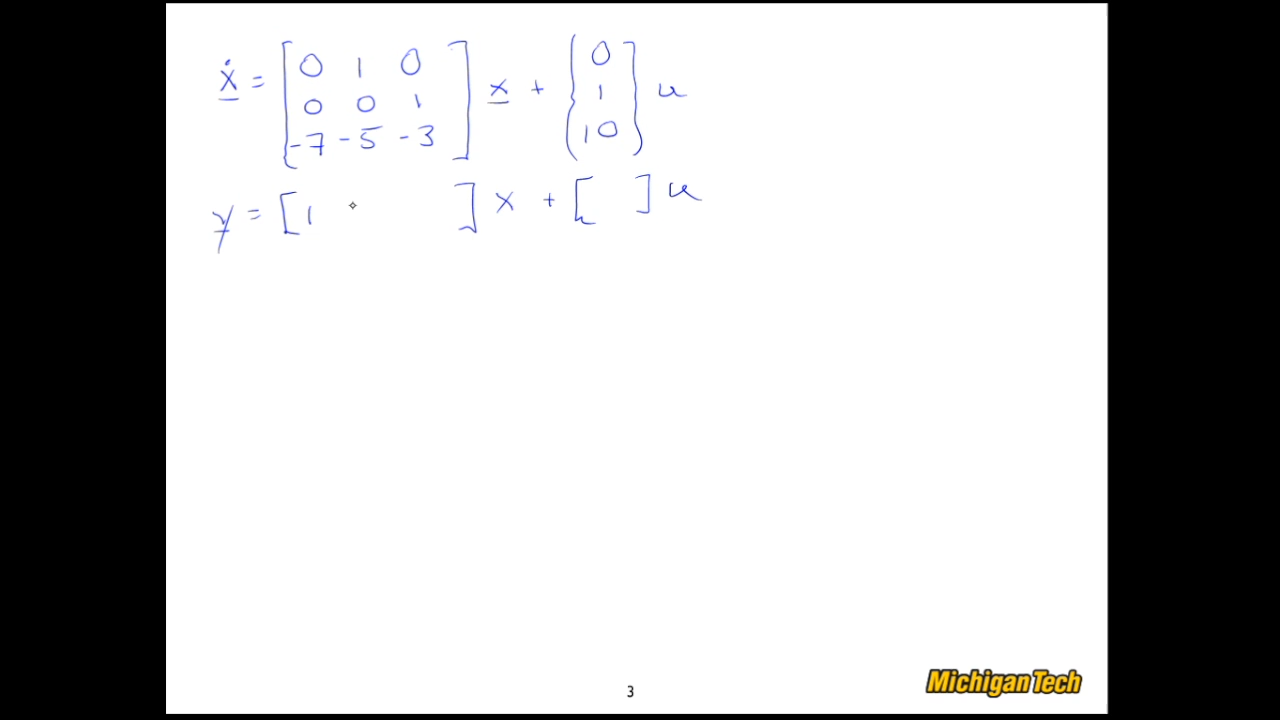 ẋ = [0 1 0; 0 0 1; -7 -5 -3] x + [0; 1; 10] u
y = [1 ] x + [ ] u
Michigan Tech
3